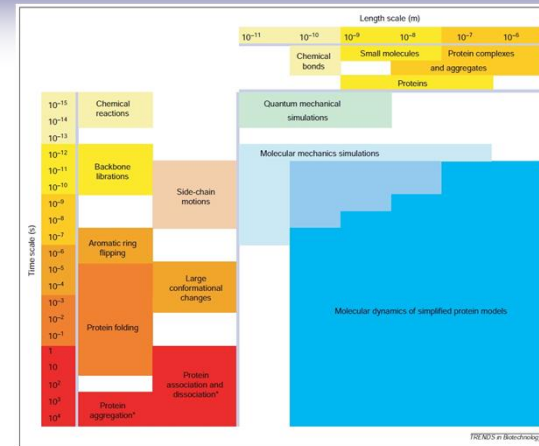 Length scale (m)
10⁻¹¹ 10⁻¹⁰ 10⁻⁹ 10⁻⁸ 10⁻⁷ 10⁻⁶
Chemical
bonds
Small molecules
Protein complexes
and aggregates
Proteins
Time scale (s)
10⁻¹⁵
10⁻¹⁴
10⁻¹³
10⁻¹²
10⁻¹¹
10⁻¹⁰
10⁻⁹
10⁻⁸
10⁻⁷
10⁻⁶
10⁻⁵
10⁻⁴
10⁻³
10⁻²
10⁻¹
1
10
10²
10³
10⁴
Chemical
reactions
Backbone
librations
Aromatic ring
flipping
Protein folding
Protein
aggregation*
Side-chain
motions
Large
conformational
changes
Protein
association and
dissociation*
Quantum mechanical
simulations
Molecular mechanics simulations
Molecular dynamics of simplified protein models
TRENDS in Biotechnology